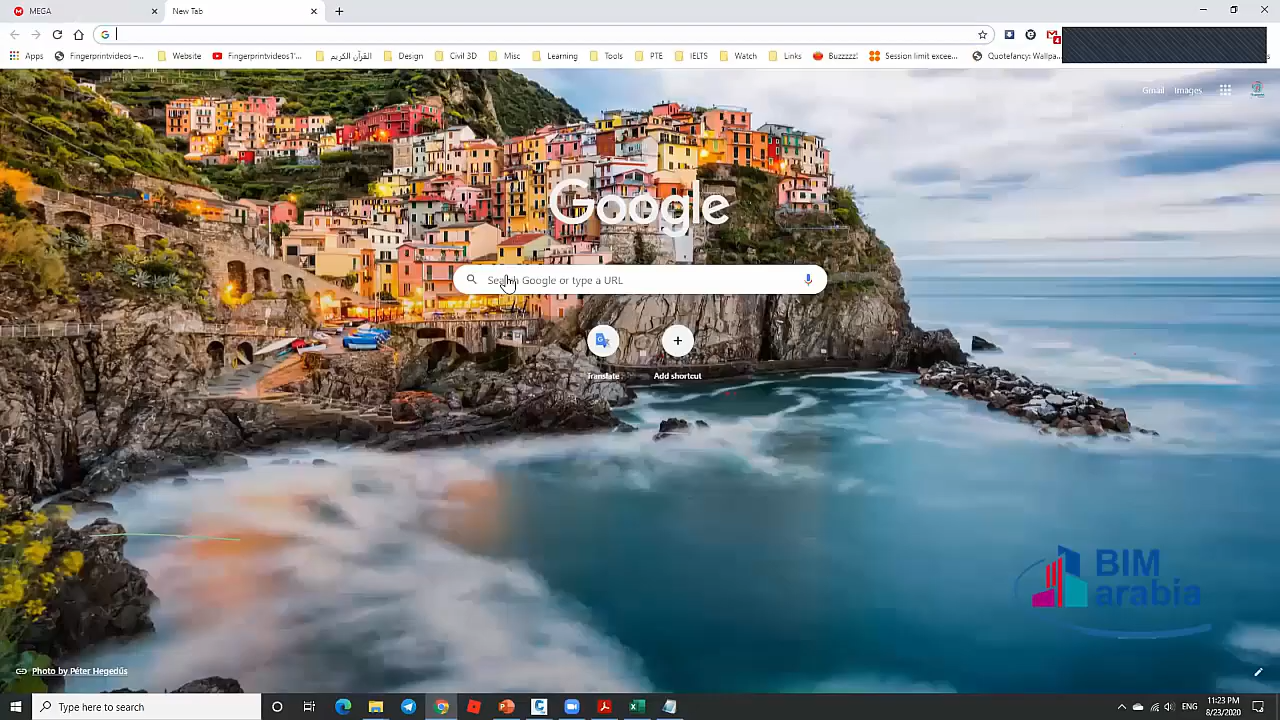 MEGA
New Tab
Apps
Fingerprintvideos –...
Website
Fingerprintvideos1'...
القرآن الكريم
Design
Civil 3D
Misc
Learning
Tools
PTE
IELTS
Watch
Links
Buzzzz!
Session limit excee...
Quotefancy: Wallpa...
Gmail
Images
Google
Search Google or type a URL
Translate
Add shortcut
BIM
arabia
Photo by Péter Hegedűs
Type here to search
ENG
11:23 PM
8/23/2020